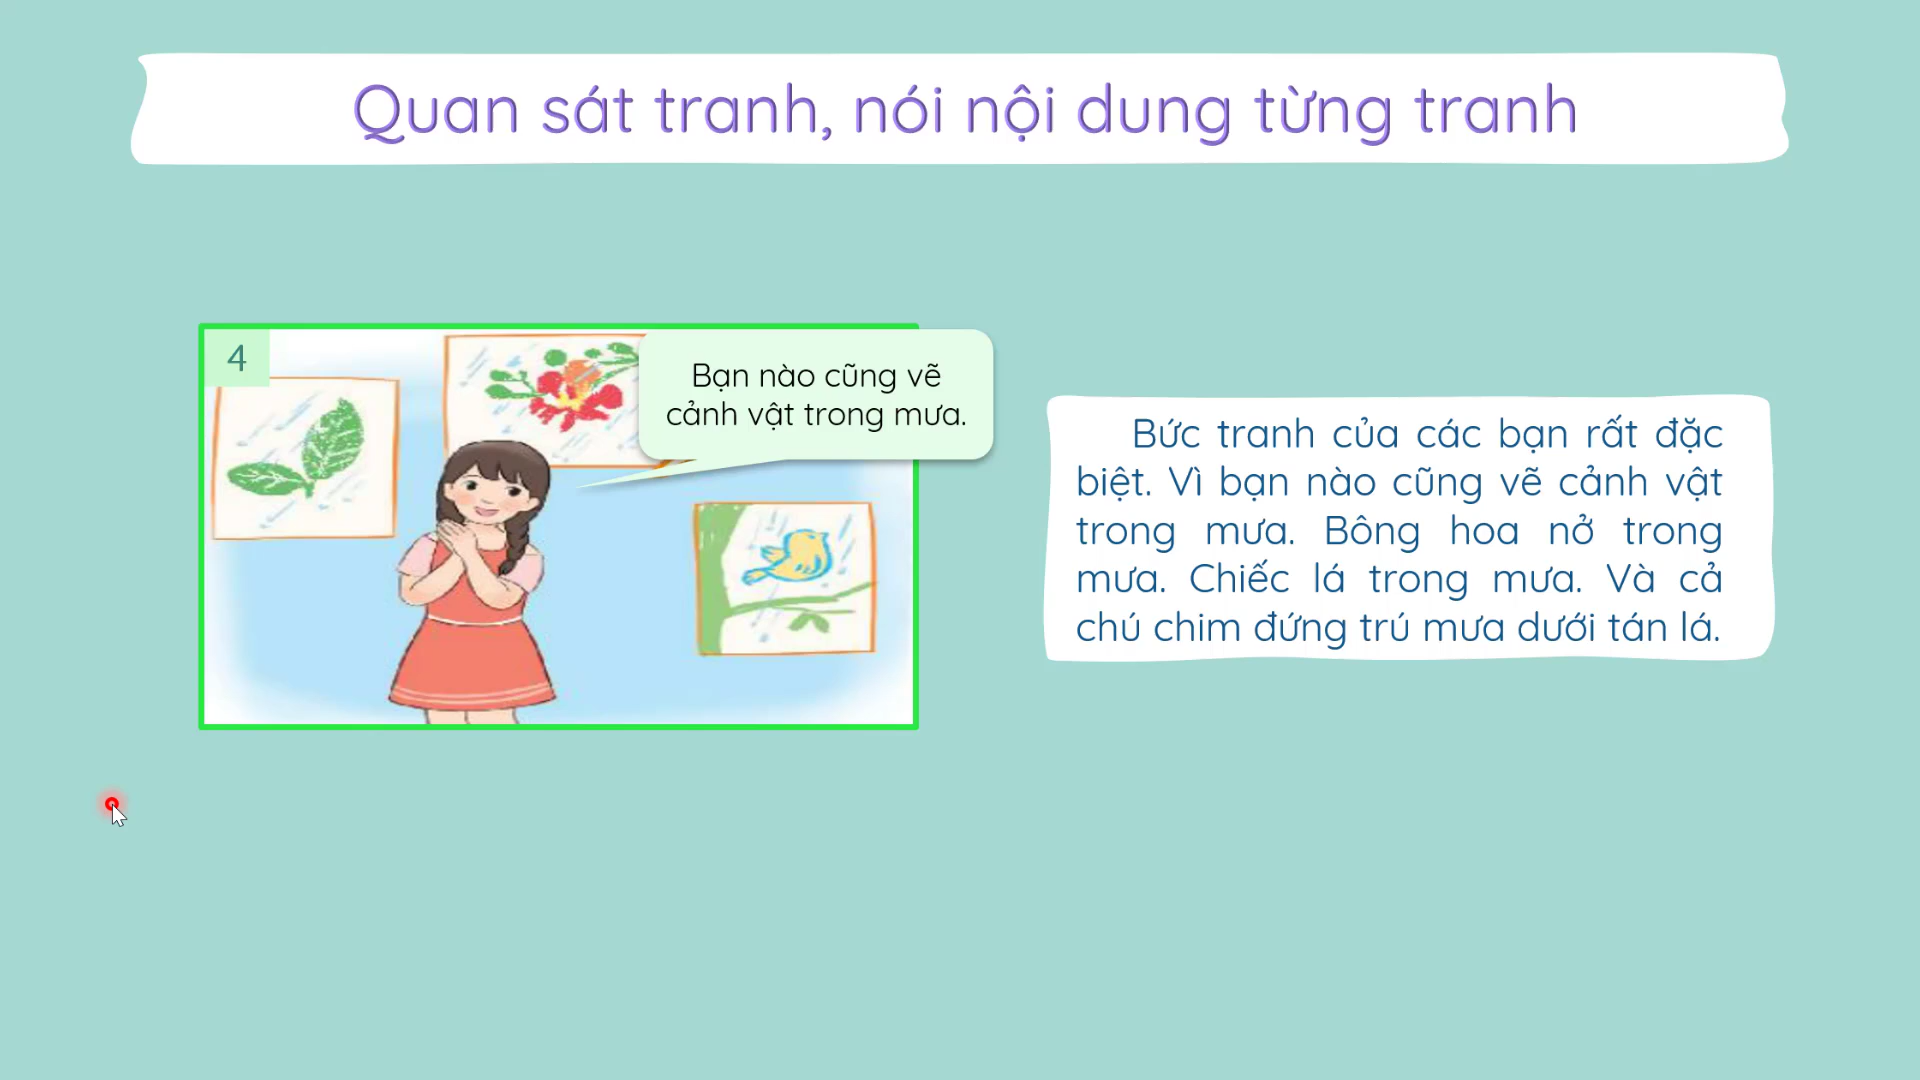 Quan sát tranh, nói nội dung từng tranh
4
Bạn nào cũng vẽ
cảnh vật trong mưa.
Bức tranh của các bạn rất đặc
biệt. Vì bạn nào cũng vẽ cảnh vật
trong mưa. Bông hoa nở trong
mưa. Chiếc lá trong mưa. Và cả
chú chim đứng trú mưa dưới tán lá.